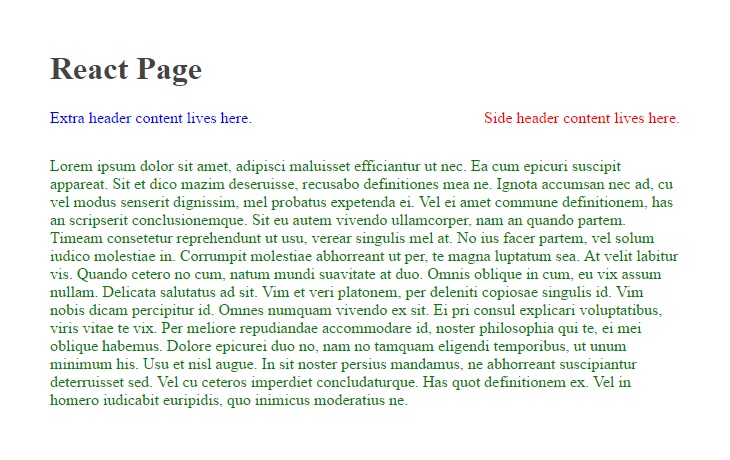 React Page
Extra header content lives here.
Side header content lives here.
Lorem ipsum dolor sit amet, adipisci maluisset efficiantur ut nec. Ea cum epicuri suscipit
appareat. Sit et dico mazim deseruisse, recusabo definitiones mea ne. Ignota accumsan nec ad, cu
vel modus senserit dignissim, mel probatus expetenda ei. Vel ei amet commune definitionem, has
an scripserit conclusionemque. Sit eu autem vivendo ullamcorper, nam an quando partem.
Timeam consetetur reprehendunt ut usu, verear singulis mel at. No ius facer partem, vel solum
iudico molestiae in. Corrumpit molestiae abhorreant ut per, te magna luptatum sea. At velit labitur
vis. Quando cetero no cum, natum mundi suavitate at duo. Omnis oblique in cum, eu vix assum
nullam. Delicata salutatus ad sit. Vim et veri platonem, per deleniti copiosae singulis id. Vim
nobis dicam percipitur id. Omnes numquam vivendo ex sit. Ei pri consul explicari voluptatibus,
viris vitae te vix. Per meliore repudiandae accommodare id, noster philosophia qui te, ei mei
oblique habemus. Dolore epicurei duo no, nam no tamquam eligendi temporibus, ut unum
minimum his. Usu et nisl augue. In sit noster persius mandamus, ne abhorreant suscipiantur
deterruisset sed. Vel cu ceteros imperdiet concludaturque. Has quot definitionem ex. Vel in
homero iudicabit euripidis, quo inimicus moderatius ne.